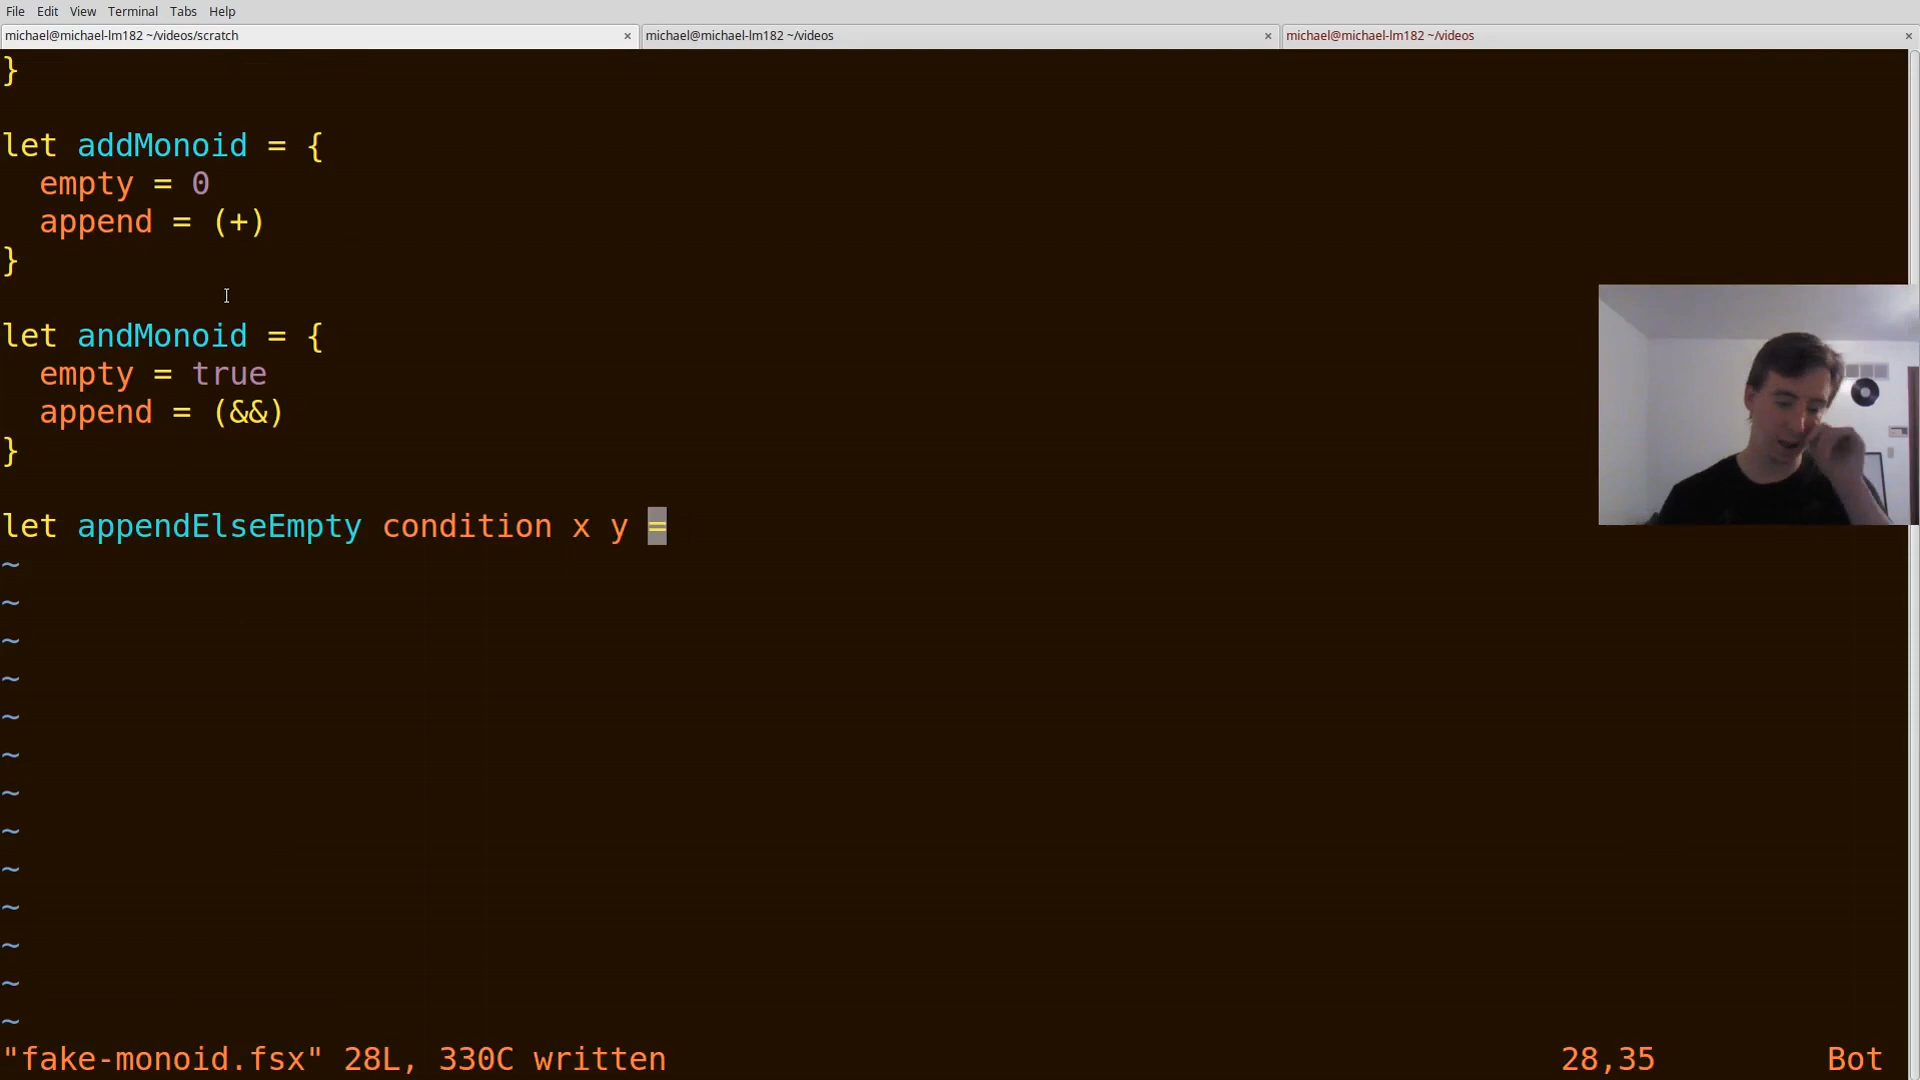 File Edit View Terminal Tabs Help
michael@michael-lm182 ~/videos/scratch × michael@michael-lm182 ~/videos × michael@michael-lm182 ~/videos ×
}
let addMonoid = {
  empty = 0
  append = (+)
}
let andMonoid = {
  empty = true
  append = (&&)
}
let appendElseEmpty condition x y =
~
~
~
~
~
~
~
~
~
~
~
~
~
"fake-monoid.fsx" 28L, 330C written 28,35 Bot